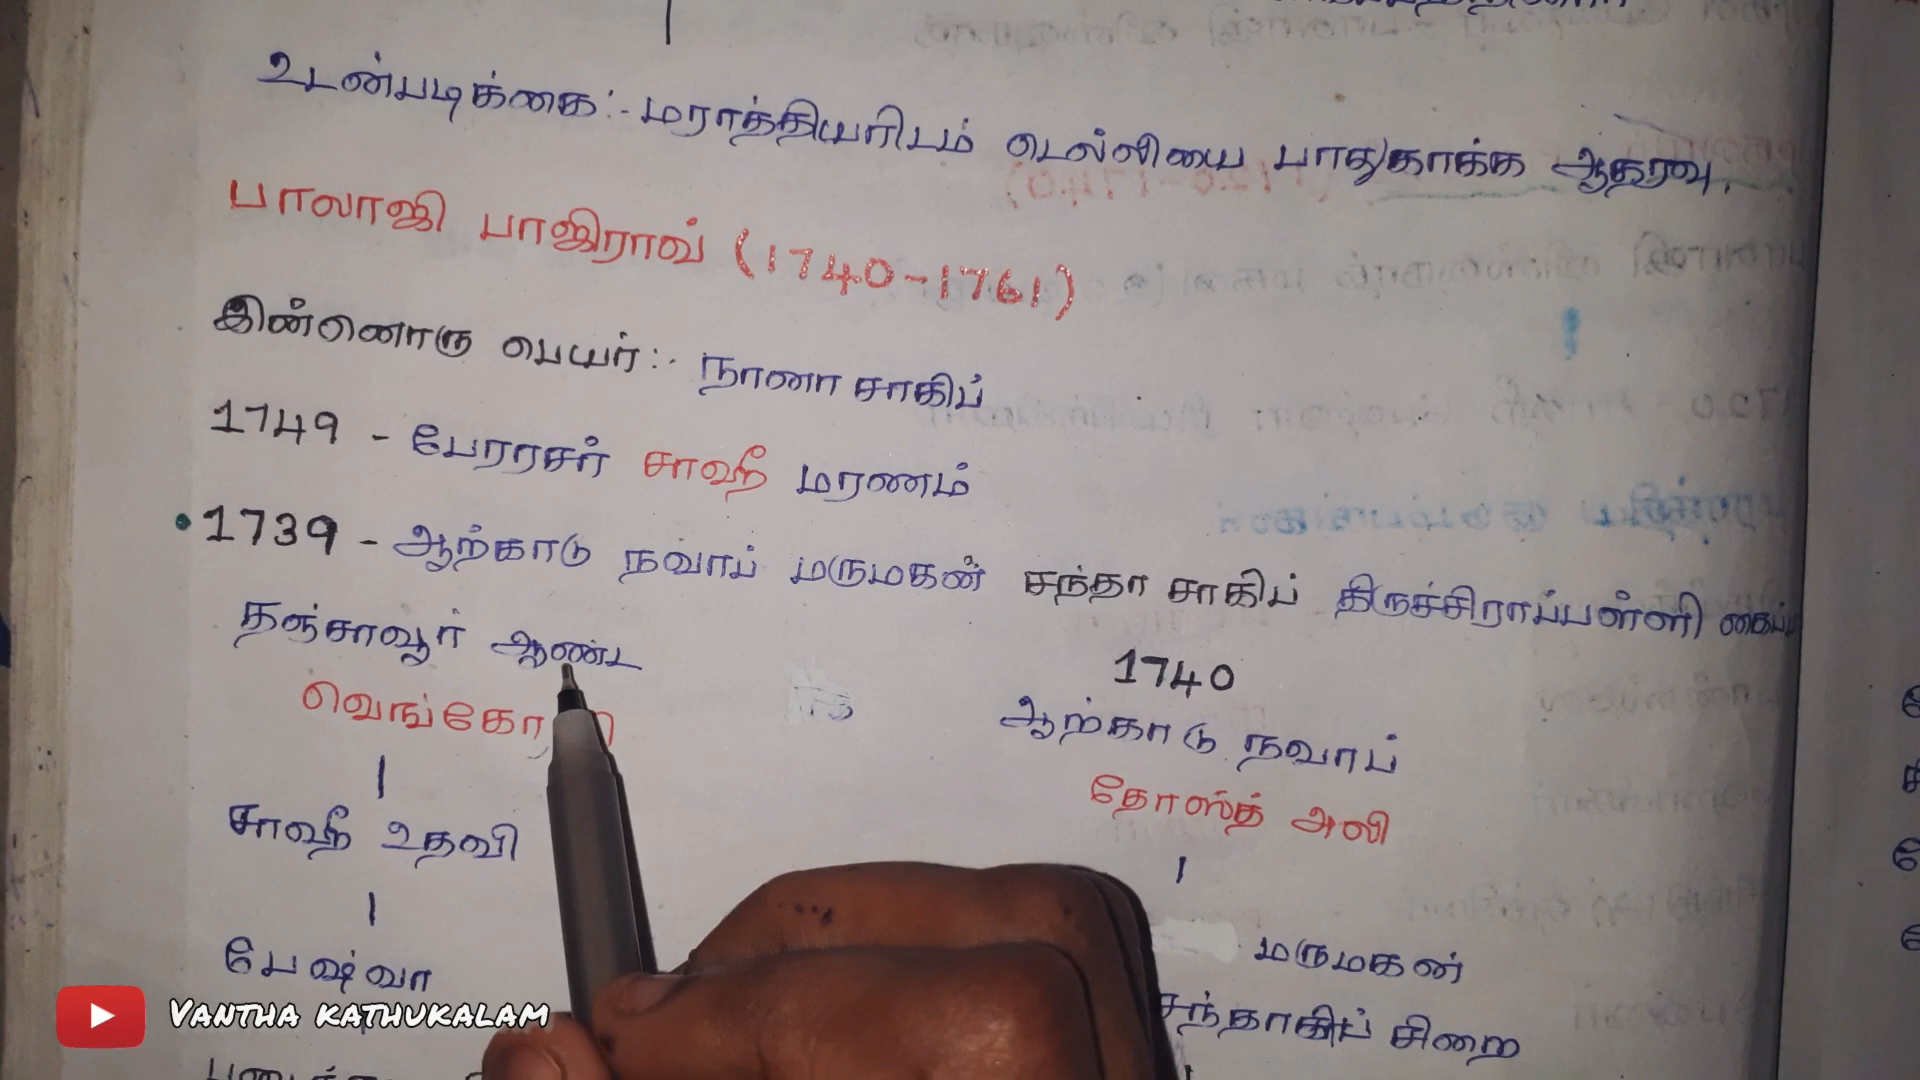 உடன்படிக்கை:- மராத்தியரிடம் டெல்லியை பாதுகாக்க ஆதரவு.
பாலாஜி பாஜிராவ் (1740-1761)
இன்னொரு பெயர்:- நானா சாகிப்
1749 - பேரரசர் சாஹீ மரணம்
• 1739 - ஆற்காடு நவாப் மருமகன் சந்தா சாகிப் திருச்சிராப்பள்ளி
தஞ்சாவூர் ஆண்ட
1740
ஆற்காடு நவாப்
தோஸ்த் அலி
சாஹீ உதவி
பேஷ்வா
மருமகன்
சந்தாகிப் சிறை
VANTHA KATHUKALAM